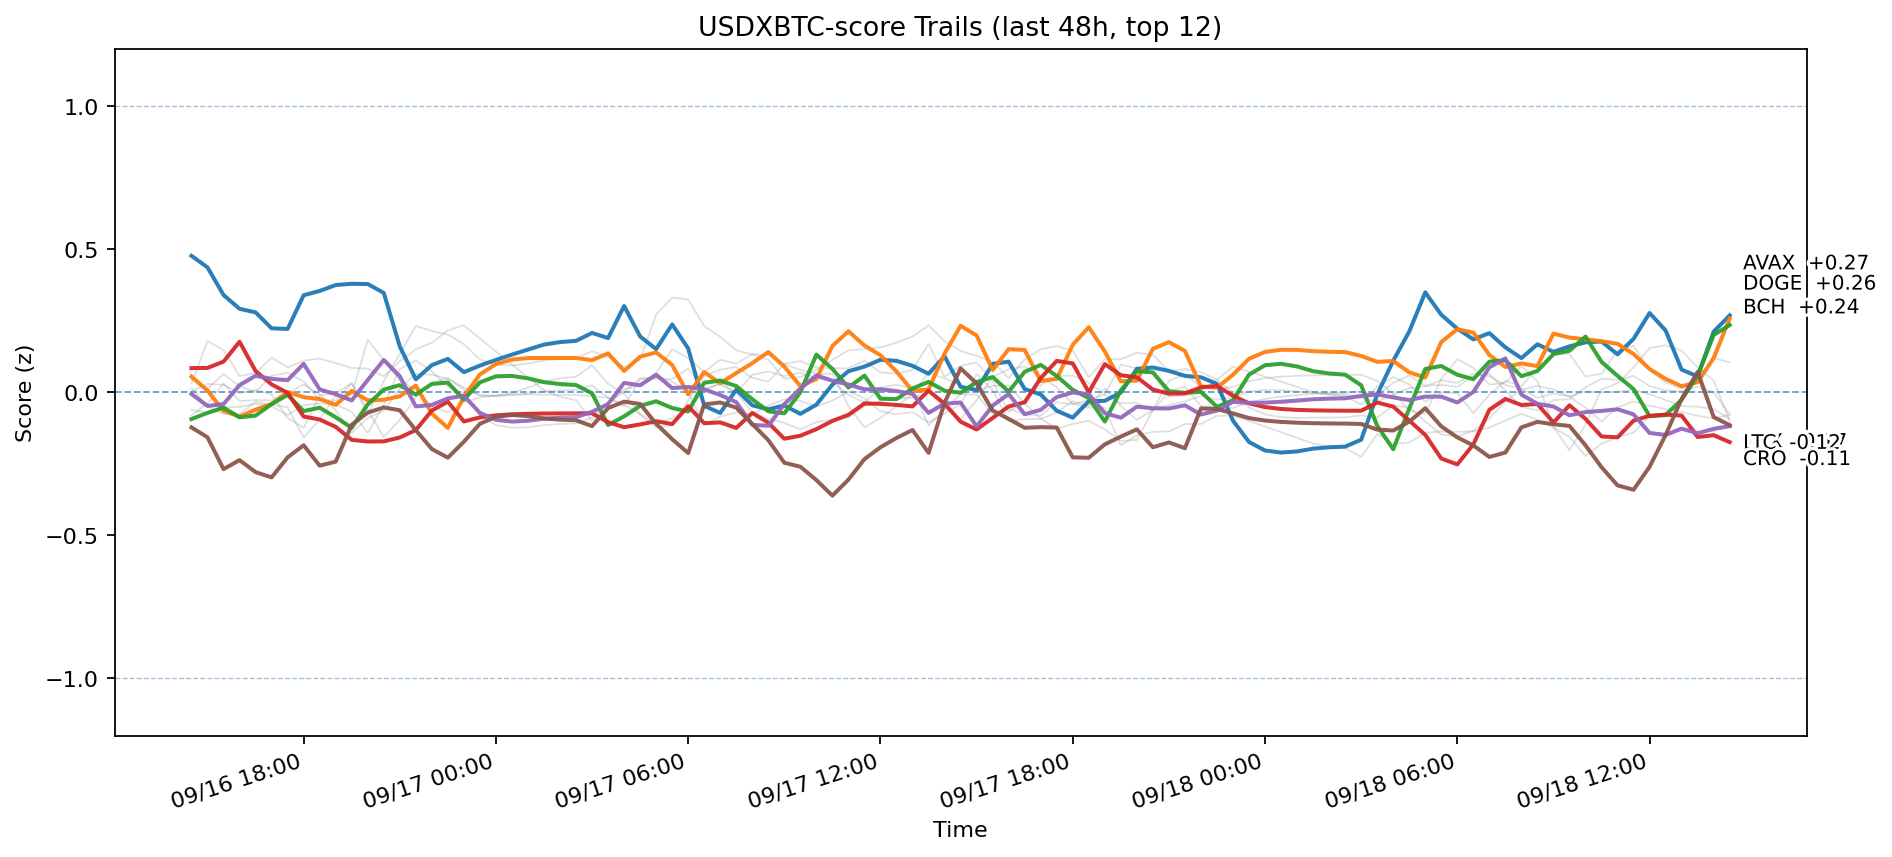 USDXBTC-score Trails (last 48h, top 12)
Score (z)
1.0
0.5
0.0
−0.5
−1.0
AVAX +0.27
DOGE +0.26
BCH +0.24
LTC -0.12
CRO -0.11
09/16 18:00
09/17 00:00
09/17 06:00
09/17 12:00
09/17 18:00
09/18 00:00
09/18 06:00
09/18 12:00
Time